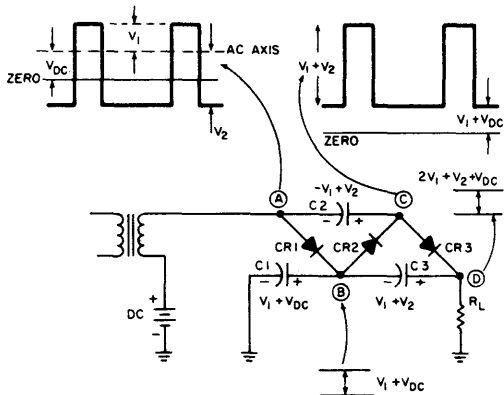 V1
AC AXIS
VDC
ZERO
V2
V1+V2
V1+VDC
ZERO
2V1+V2+VDC
A
-V1+V2
C
C2
- +
CR1
CR2
CR3
C1
C3
D
- +
- +
B
V1+VDC
V1+V2
RL
+
DC
-
V1+VDC